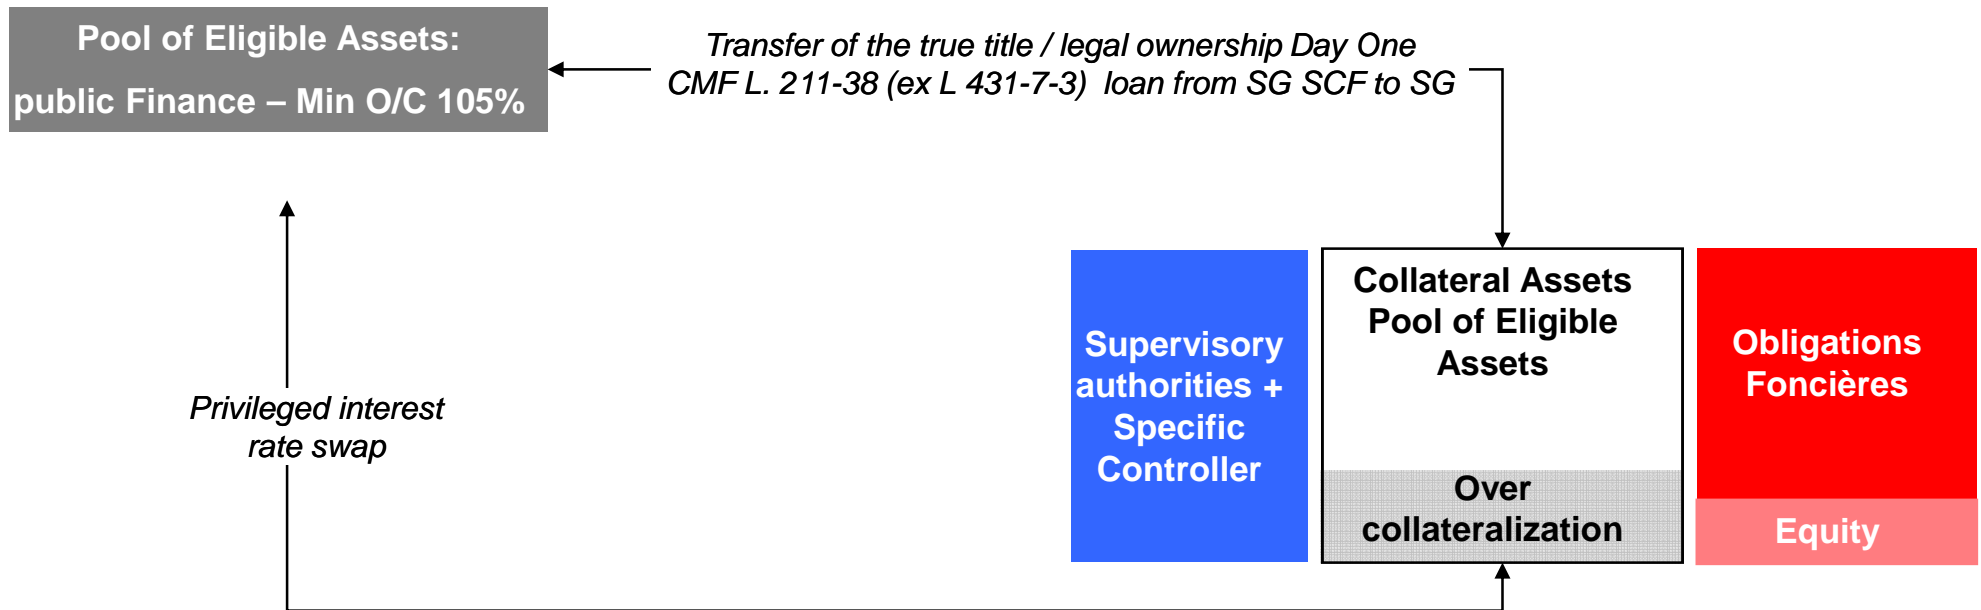 Pool of Eligible Assets:
public Finance – Min O/C 105%
Transfer of the true title / legal ownership Day One
CMF L. 211-38 (ex L 431-7-3)  loan from SG SCF to SG
Privileged interest
rate swap
Supervisory
authorities +
Specific
Controller
Collateral Assets
Pool of Eligible
Assets
Over
collateralization
Obligations
Foncières
Equity